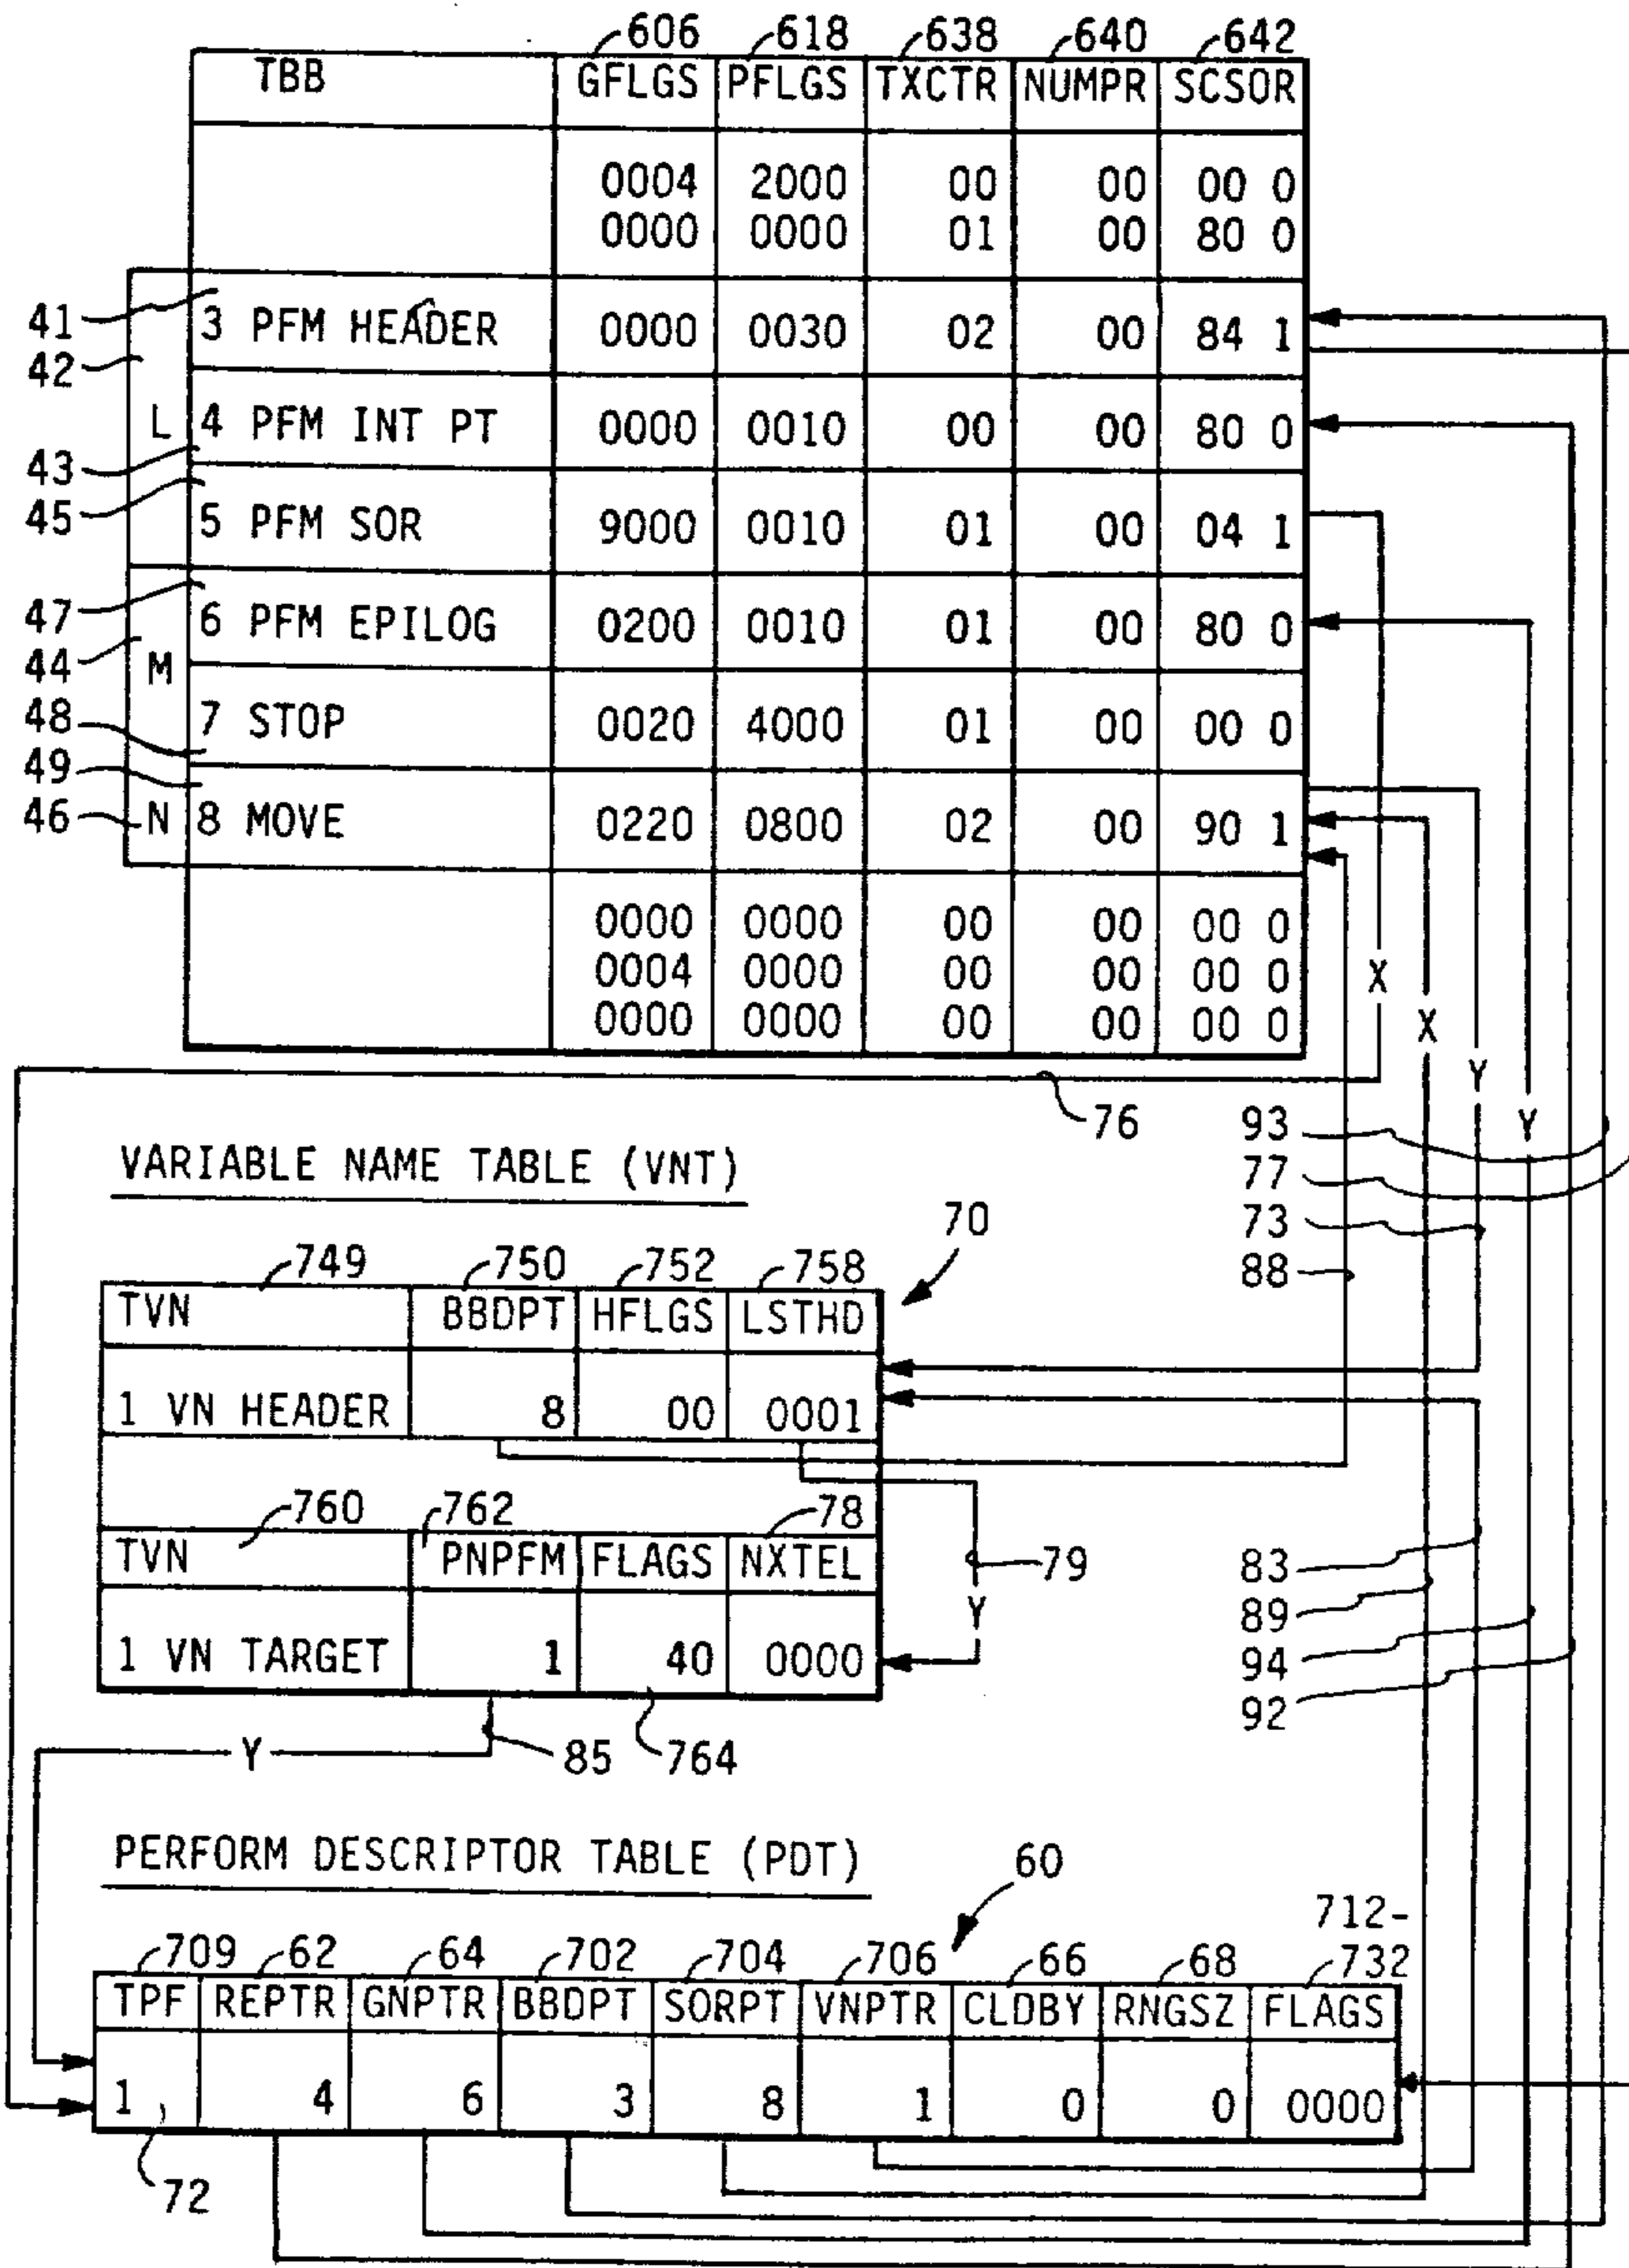 606 618 638 640 642
TBB GFLGS PFLGS TXCTR NUMPR SCSOR
0004 2000 00 00 00 0
0000 0000 01 00 80 0
41 3 PFM HEADER 0000 0030 02 00 84 1
42
L 4 PFM INT PT 0000 0010 00 00 80 0
43
45 5 PFM SOR 9000 0010 01 00 04 1
47 6 PFM EPILOG 0200 0010 01 00 80 0
44 M
48 7 STOP 0020 4000 01 00 00 0
49
46 N 8 MOVE 0220 0800 02 00 90 1
0000 0000 00 00 00 0
0004 0000 00 00 00 0
0000 0000 00 00 00 0
X
X
Y
Y
76
93
77
73
88
VARIABLE NAME TABLE (VNT)
70
749 750 752 758
TVN BBDPT HFLGS LSTHD
1 VN HEADER 8 00 0001
760 762 78
TVN PNPFM FLAGS NXTEL
79
Y
1 VN TARGET 1 40 0000
83
89
94
92
Y 85 764
PERFORM DESCRIPTOR TABLE (PDT)
60
712-
709 62 64 702 704 706 66 68 732
TPF REPTR GNPTR BBDPT SORPT VNPTR CLDBY RNGSZ FLAGS
1 4 6 3 8 1 0 0 0000
72